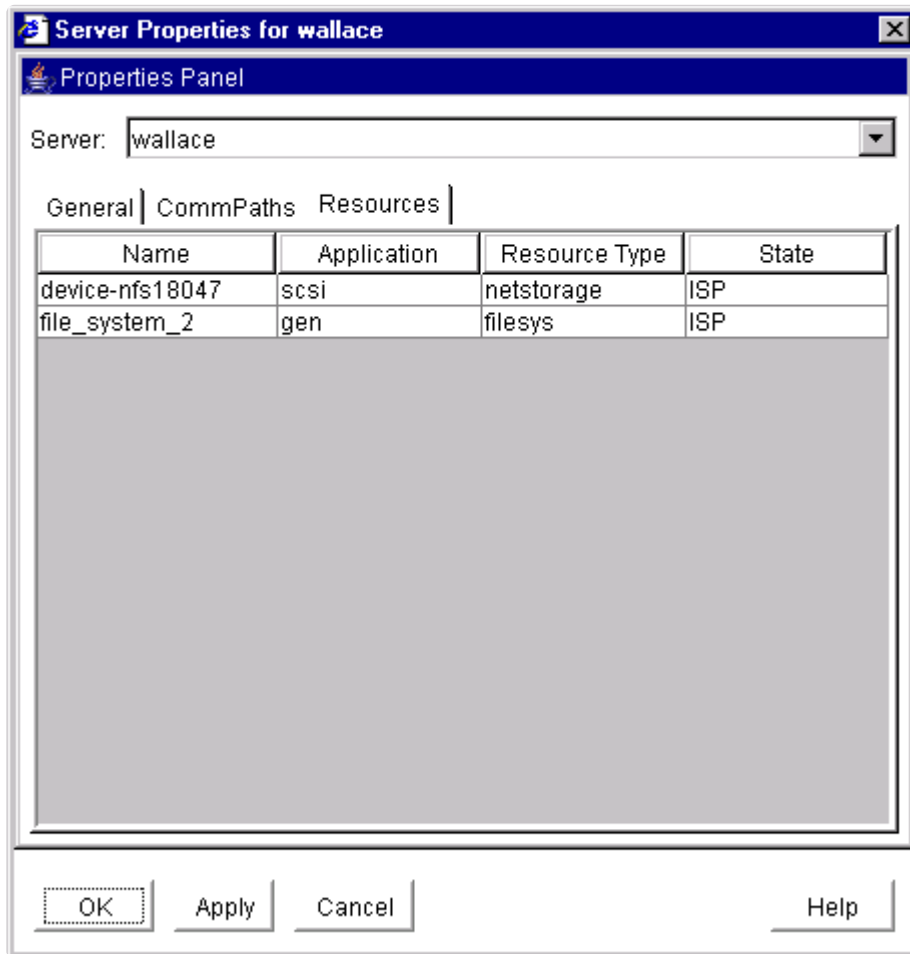 Server Properties for wallace
Properties Panel
Server: wallace
General CommPaths Resources
Name Application Resource Type State
device-nfs18047 scsi netstorage ISP
file_system_2 gen filesys ISP
OK Apply Cancel Help